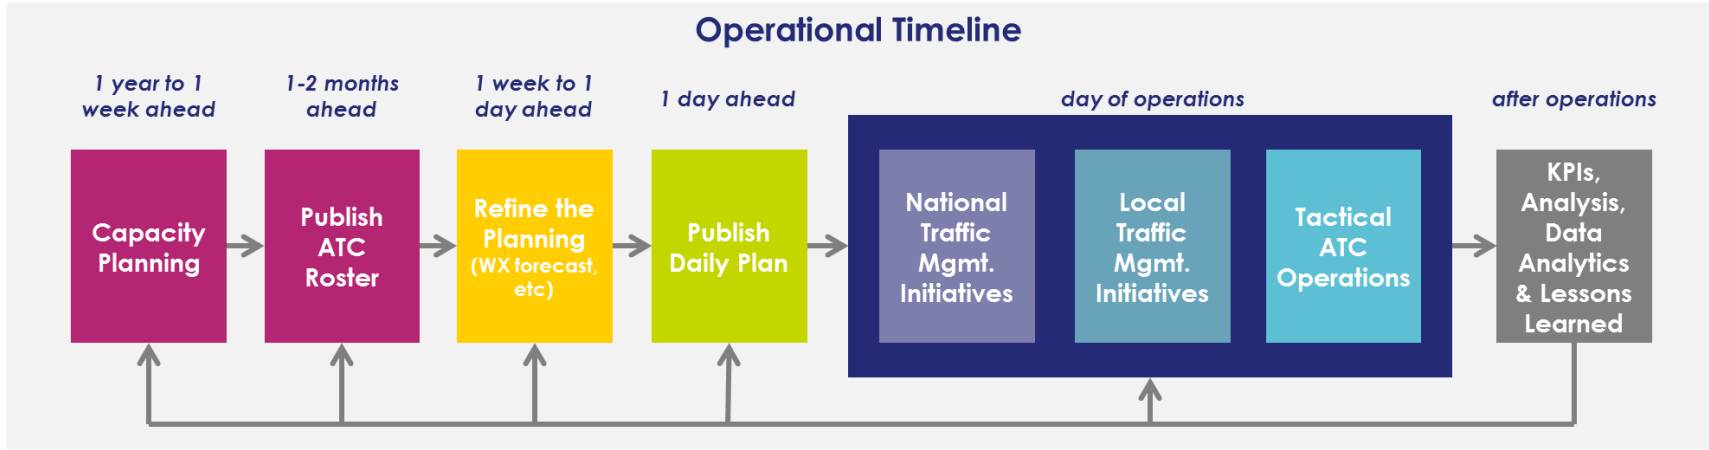 Operational Timeline
1 year to 1
week ahead
1-2 months
ahead
1 week to 1
day ahead
1 day ahead
day of operations
after operations
Capacity
Planning
Publish
ATC
Roster
Refine the
Planning
(WX forecast,
etc)
Publish
Daily Plan
National
Traffic
Mgmt.
Initiatives
Local
Traffic
Mgmt.
Initiatives
Tactical
ATC
Operations
KPIs,
Analysis,
Data
Analytics
& Lessons
Learned